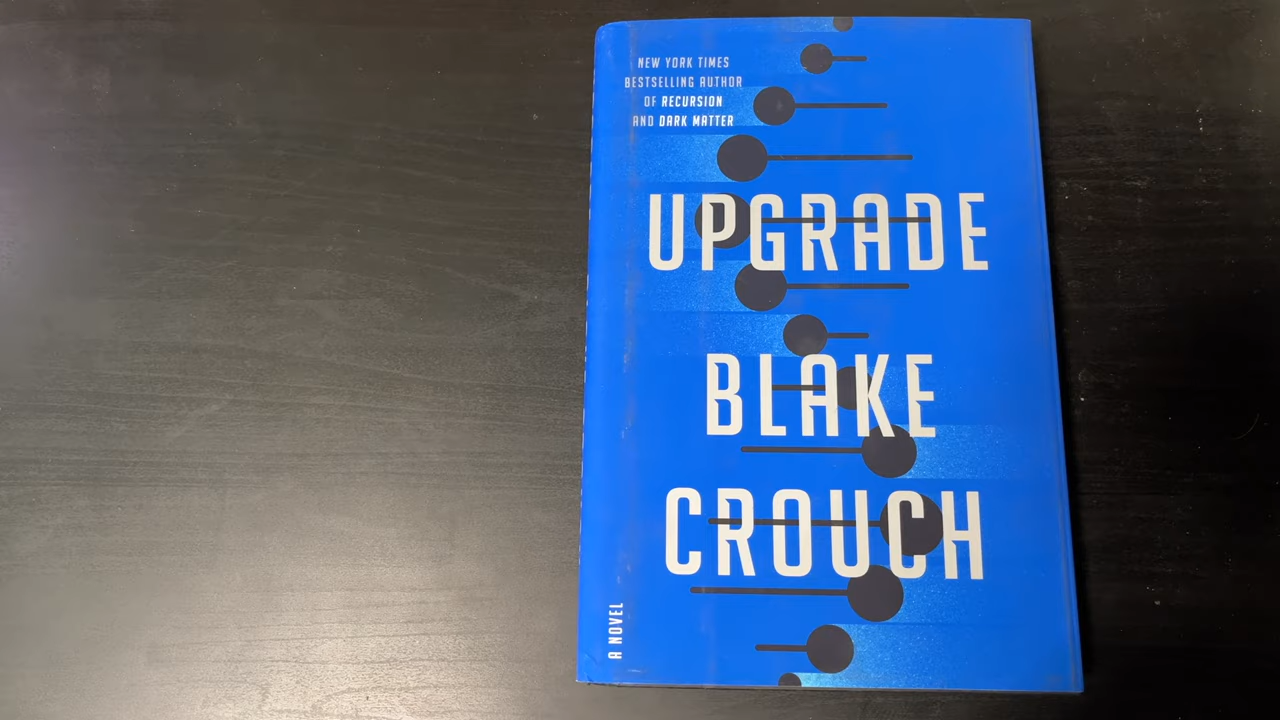 NEW YORK TIMES
BESTSELLING AUTHOR
OF RECURSION
AND DARK MATTER
UPGRADE
BLAKE
CROUCH
A NOVEL